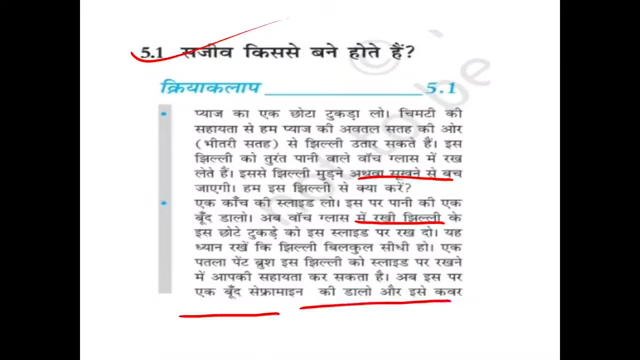 5.1 सजीव किससे बने होते हैं?
क्रियाकलाप 5.1
• प्याज का एक छोटा टुकड़ा लो। चिमटी की
सहायता से हम प्याज की अवतल सतह की ओर
(भीतरी सतह) से झिल्ली उतार सकते हैं। इस
झिल्ली को तुरंत पानी वाले वॉच ग्लास में रख
लेते हैं। इससे झिल्ली मुड़ने अथवा सूखने से बच
जाएगी। हम इस झिल्ली से क्या करें?
• एक काँच की स्लाइड लो। इस पर पानी की एक
बूँद डालो। अब वॉच ग्लास में रखी झिल्ली के
इस छोटे टुकड़े को इस स्लाइड पर रख दो। यह
ध्यान रखें कि झिल्ली बिलकुल सीधी हो। एक
पतला पेंट ब्रुश इस झिल्ली को स्लाइड पर रखने
में आपकी सहायता कर सकता है। अब इस पर
एक बूँद सेफ्रामाइन की डालो और इसे कवर